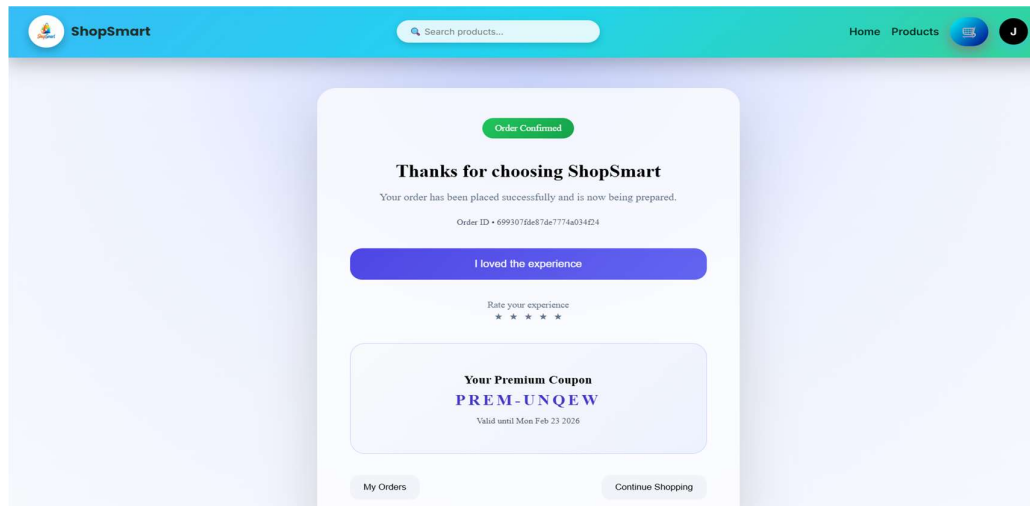 ShopSmart
ShopSmart
Search products...
Home Products
J
Order Confirmed
Thanks for choosing ShopSmart
Your order has been placed successfully and is now being prepared.
Order ID • 699307fde87de7774a034f24
I loved the experience
Rate your experience
★ ★ ★ ★ ★
Your Premium Coupon
PREM-UNQEW
Valid until Mon Feb 23 2026
My Orders
Continue Shopping